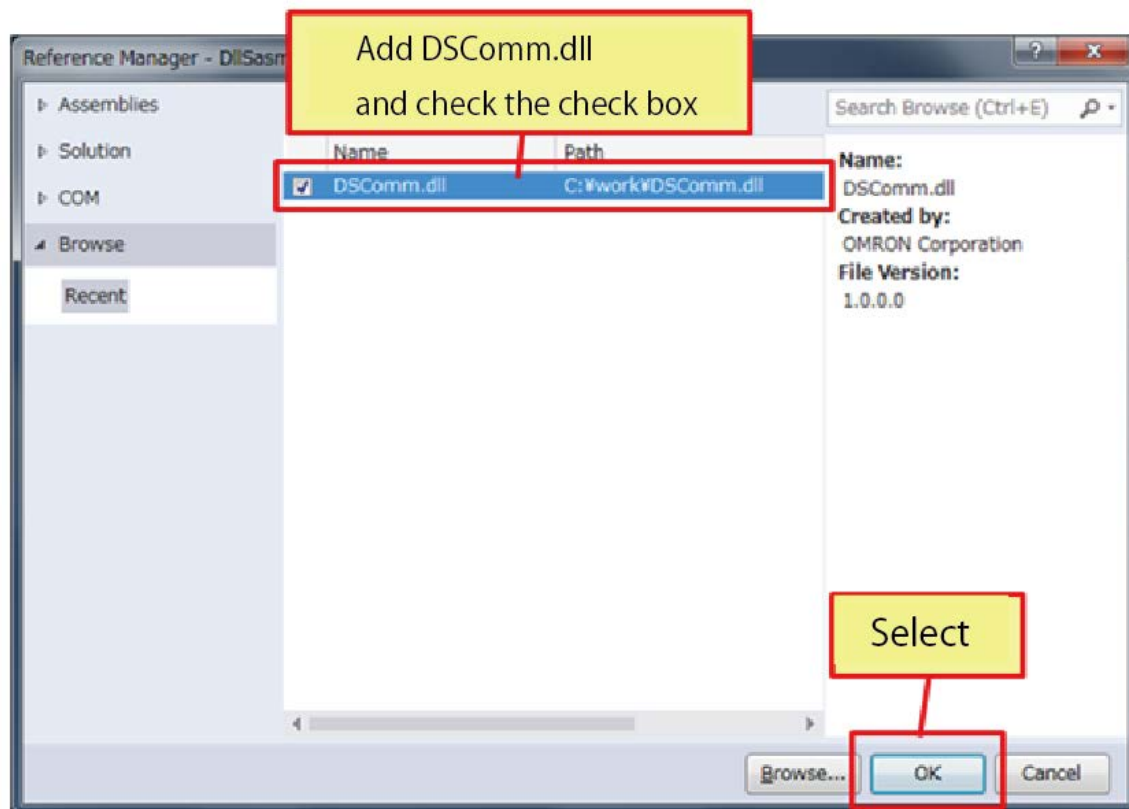 Add DSComm.dll
and check the check box
Reference Manager - DllSasm
Assemblies
Search Browse (Ctrl+E)
Solution
COM
Browse
Recent
Name
Path
DSComm.dll
C:¥work¥DSComm.dll
Name:
DSComm.dll
Created by:
OMRON Corporation
File Version:
1.0.0.0
Select
Browse...
OK
Cancel